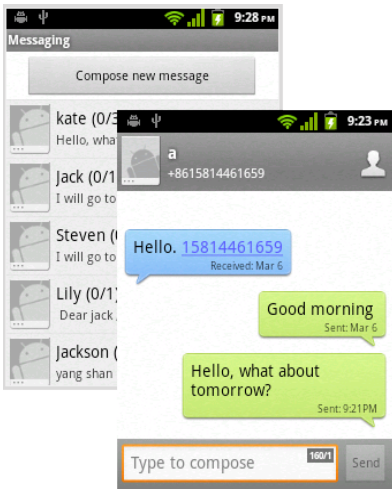 9:28 PM
Messaging
Compose new message
kate (0/3
Hello, wha
Jack (0/1
I will go to
Steven (
I will go to
Lily (0/1)
Dear jack,
Jackson (
yang shan
9:23 PM
a
+8615814461659
Hello. 15814461659
Received: Mar 6
Good morning
Sent: Mar 6
Hello, what about
tomorrow?
Sent: 9:21PM
Type to compose
160/1
Send